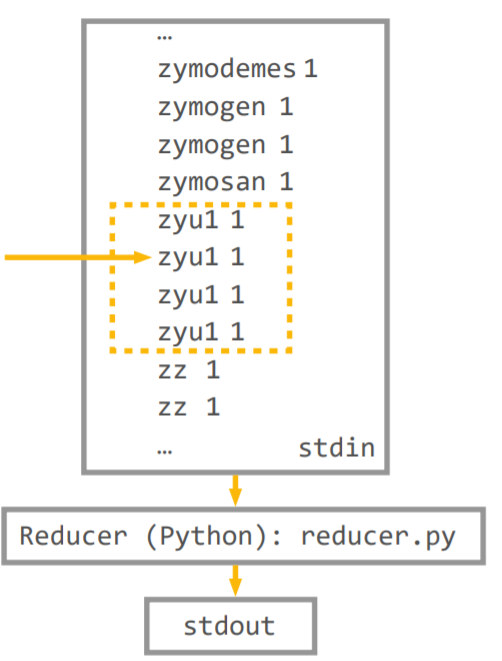 …
zymodemes 1
zymogen 1
zymogen 1
zymosan 1
zyu1 1
zyu1 1
zyu1 1
zyu1 1
zz 1
zz 1
…
stdin
Reducer (Python): reducer.py
stdout